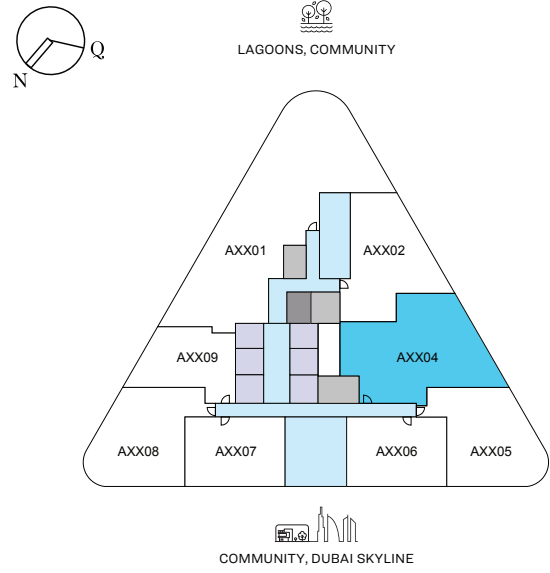 Q
N
LAGOONS, COMMUNITY
AXX01
AXX02
AXX09
AXX04
AXX08
AXX07
AXX06
AXX05
COMMUNITY, DUBAI SKYLINE